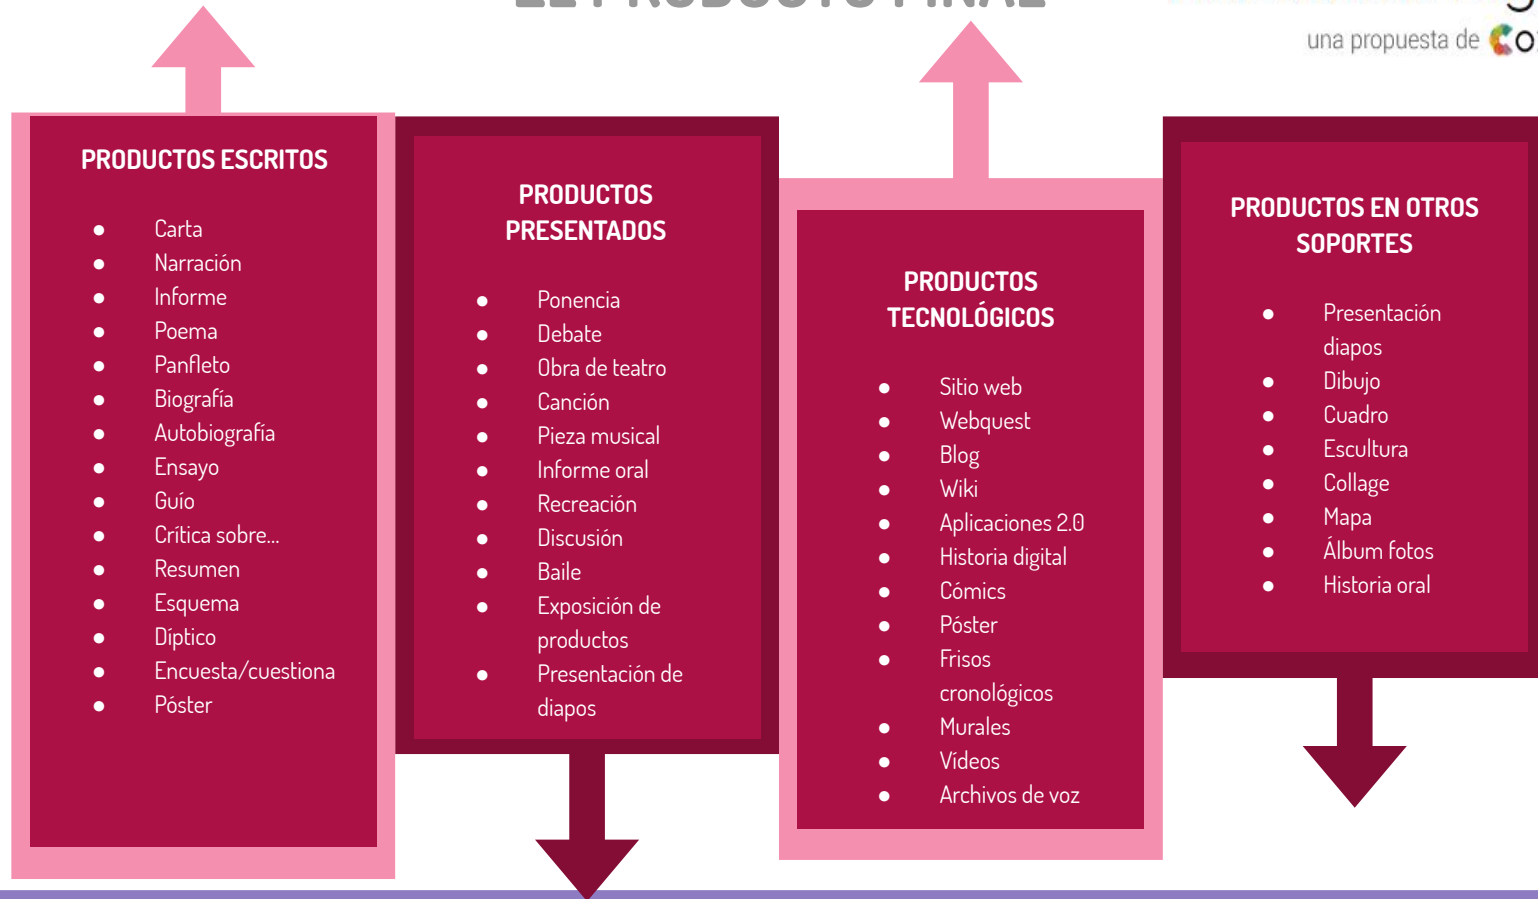 EL PRODUCTO FINAL
una propuesta de
PRODUCTOS ESCRITOS
● Carta
● Narración
● Informe
● Poema
● Panfleto
● Biografía
● Autobiografía
● Ensayo
● Guío
● Crítica sobre...
● Resumen
● Esquema
● Díptico
● Encuesta/cuestiona
● Póster
PRODUCTOS
PRESENTADOS
● Ponencia
● Debate
● Obra de teatro
● Canción
● Pieza musical
● Informe oral
● Recreación
● Discusión
● Baile
● Exposición de
productos
● Presentación de
diapos
PRODUCTOS
TECNOLÓGICOS
● Sitio web
● Webquest
● Blog
● Wiki
● Aplicaciones 2.0
● Historia digital
● Cómics
● Póster
● Frisos
cronológicos
● Murales
● Vídeos
● Archivos de voz
PRODUCTOS EN OTROS
SOPORTES
● Presentación
diapos
● Dibujo
● Cuadro
● Escultura
● Collage
● Mapa
● Álbum fotos
● Historia oral